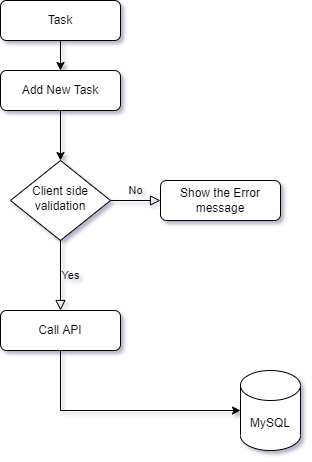 Task
Add New Task
Client side
validation
No
Show the Error
message
Yes
Call API
MySQL